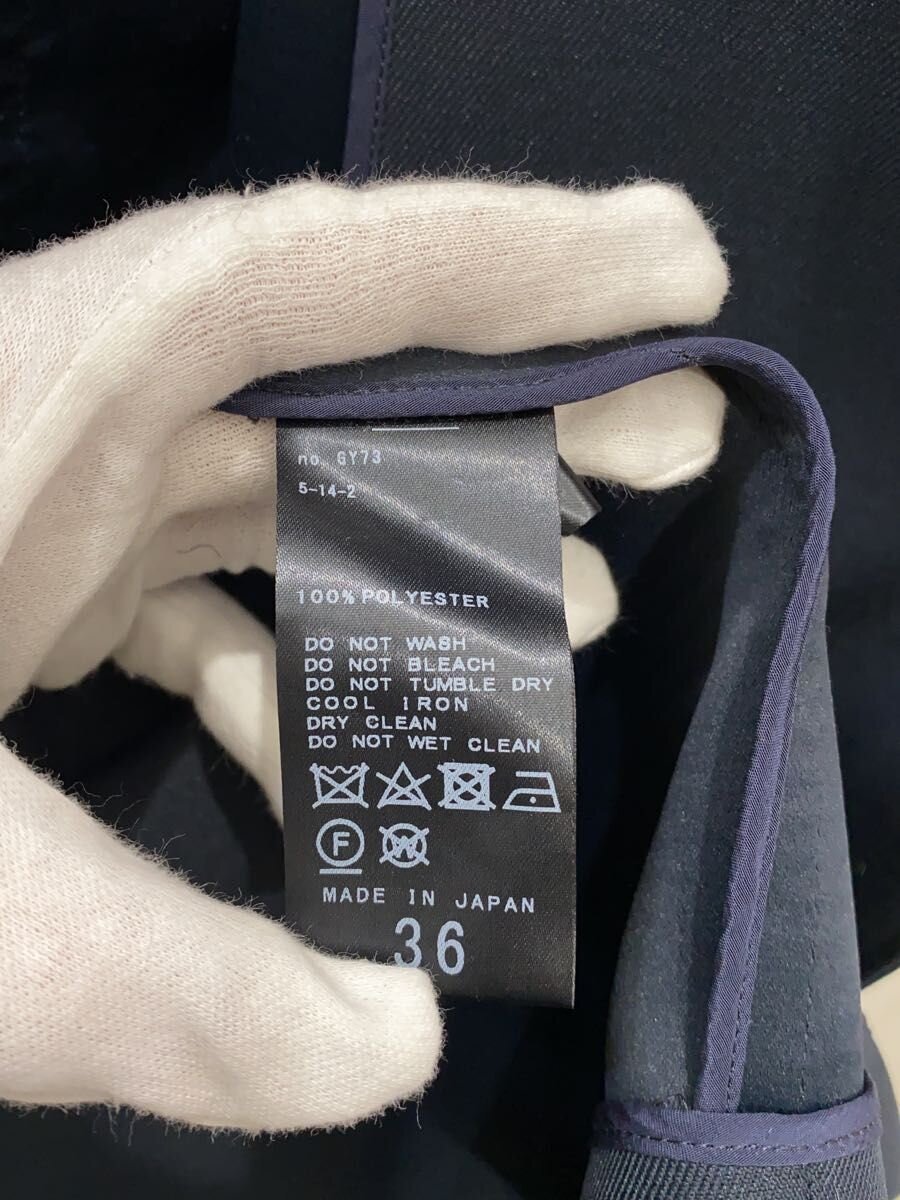 no. GY73
5-14-2
100% POLYESTER
DO NOT WASH
DO NOT BLEACH
DO NOT TUMBLE DRY
COOL IRON
DRY CLEAN
DO NOT WET CLEAN
F W
MADE IN JAPAN
36